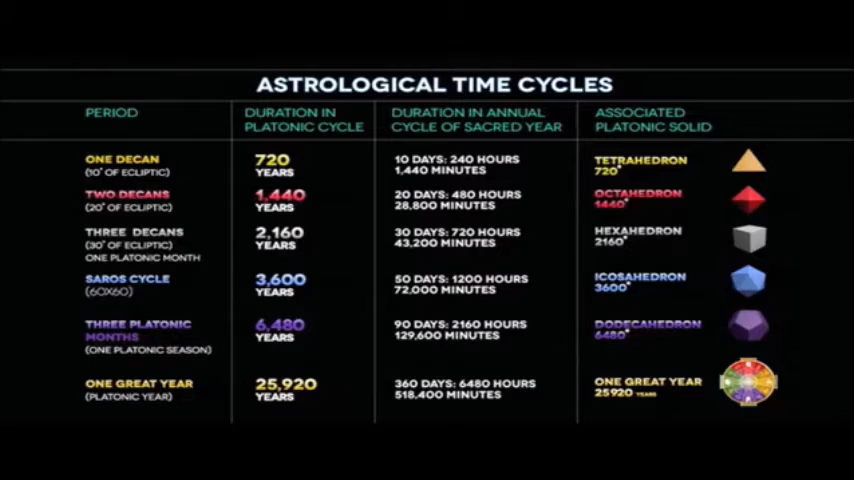 ASTROLOGICAL TIME CYCLES
PERIOD
DURATION IN
PLATONIC CYCLE
DURATION IN ANNUAL
CYCLE OF SACRED YEAR
ASSOCIATED
PLATONIC SOLID
ONE DECAN
(10° OF ECLIPTIC)
720
YEARS
10 DAYS: 240 HOURS
1,440 MINUTES
TETRAHEDRON
720°
TWO DECANS
(20° OF ECLIPTIC)
1,440
YEARS
20 DAYS: 480 HOURS
28,800 MINUTES
OCTAHEDRON
1440°
THREE DECANS
(30° OF ECLIPTIC)
ONE PLATONIC MONTH
2,160
YEARS
30 DAYS: 720 HOURS
43,200 MINUTES
HEXAHEDRON
2160°
SAROS CYCLE
(60X60)
3,600
YEARS
50 DAYS: 1200 HOURS
72,000 MINUTES
ICOSAHEDRON
3600°
THREE PLATONIC
MONTHS
(ONE PLATONIC SEASON)
6,480
YEARS
90 DAYS: 2160 HOURS
129,600 MINUTES
DODECAHEDRON
6480°
ONE GREAT YEAR
(PLATONIC YEAR)
25,920
YEARS
360 DAYS: 6480 HOURS
518,400 MINUTES
ONE GREAT YEAR
25920 YEARS